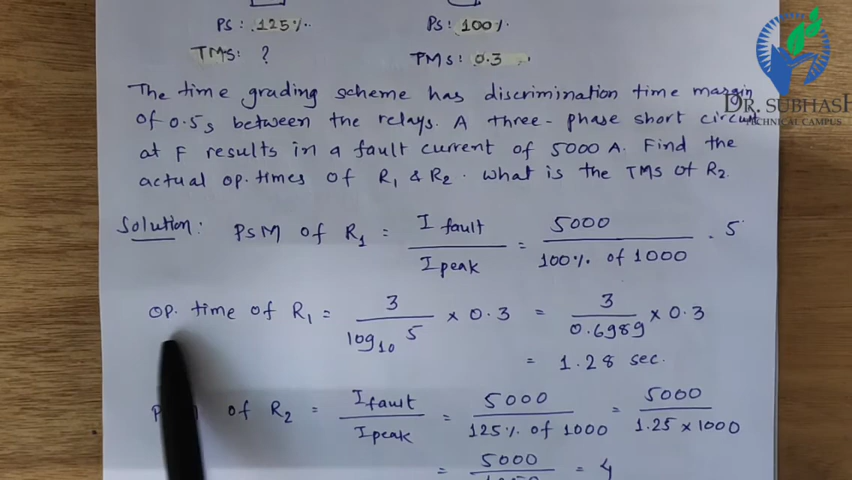 PS: 125%. PS: 100%
TMS: ? TMS: 0.3
The time grading scheme has discrimination time margin
of 0.5s between the relays. A three-phase short circuit
at F results in a fault current of 5000 A. Find the
actual op. times of R1 & R2. What is the TMS of R2.
Solution: PSM of R1 = I fault / I peak = 5000 / 100% of 1000 = 5
Op. time of R1 = 3 / log10 5 × 0.3 = 3 / 0.6989 × 0.3
= 1.28 sec.
of R2 = I fault / I peak = 5000 / 125% of 1000 = 5000 / 1.25 × 1000
= 5000 = 4
DR. SUBHASH
TECHNICAL CAMPUS